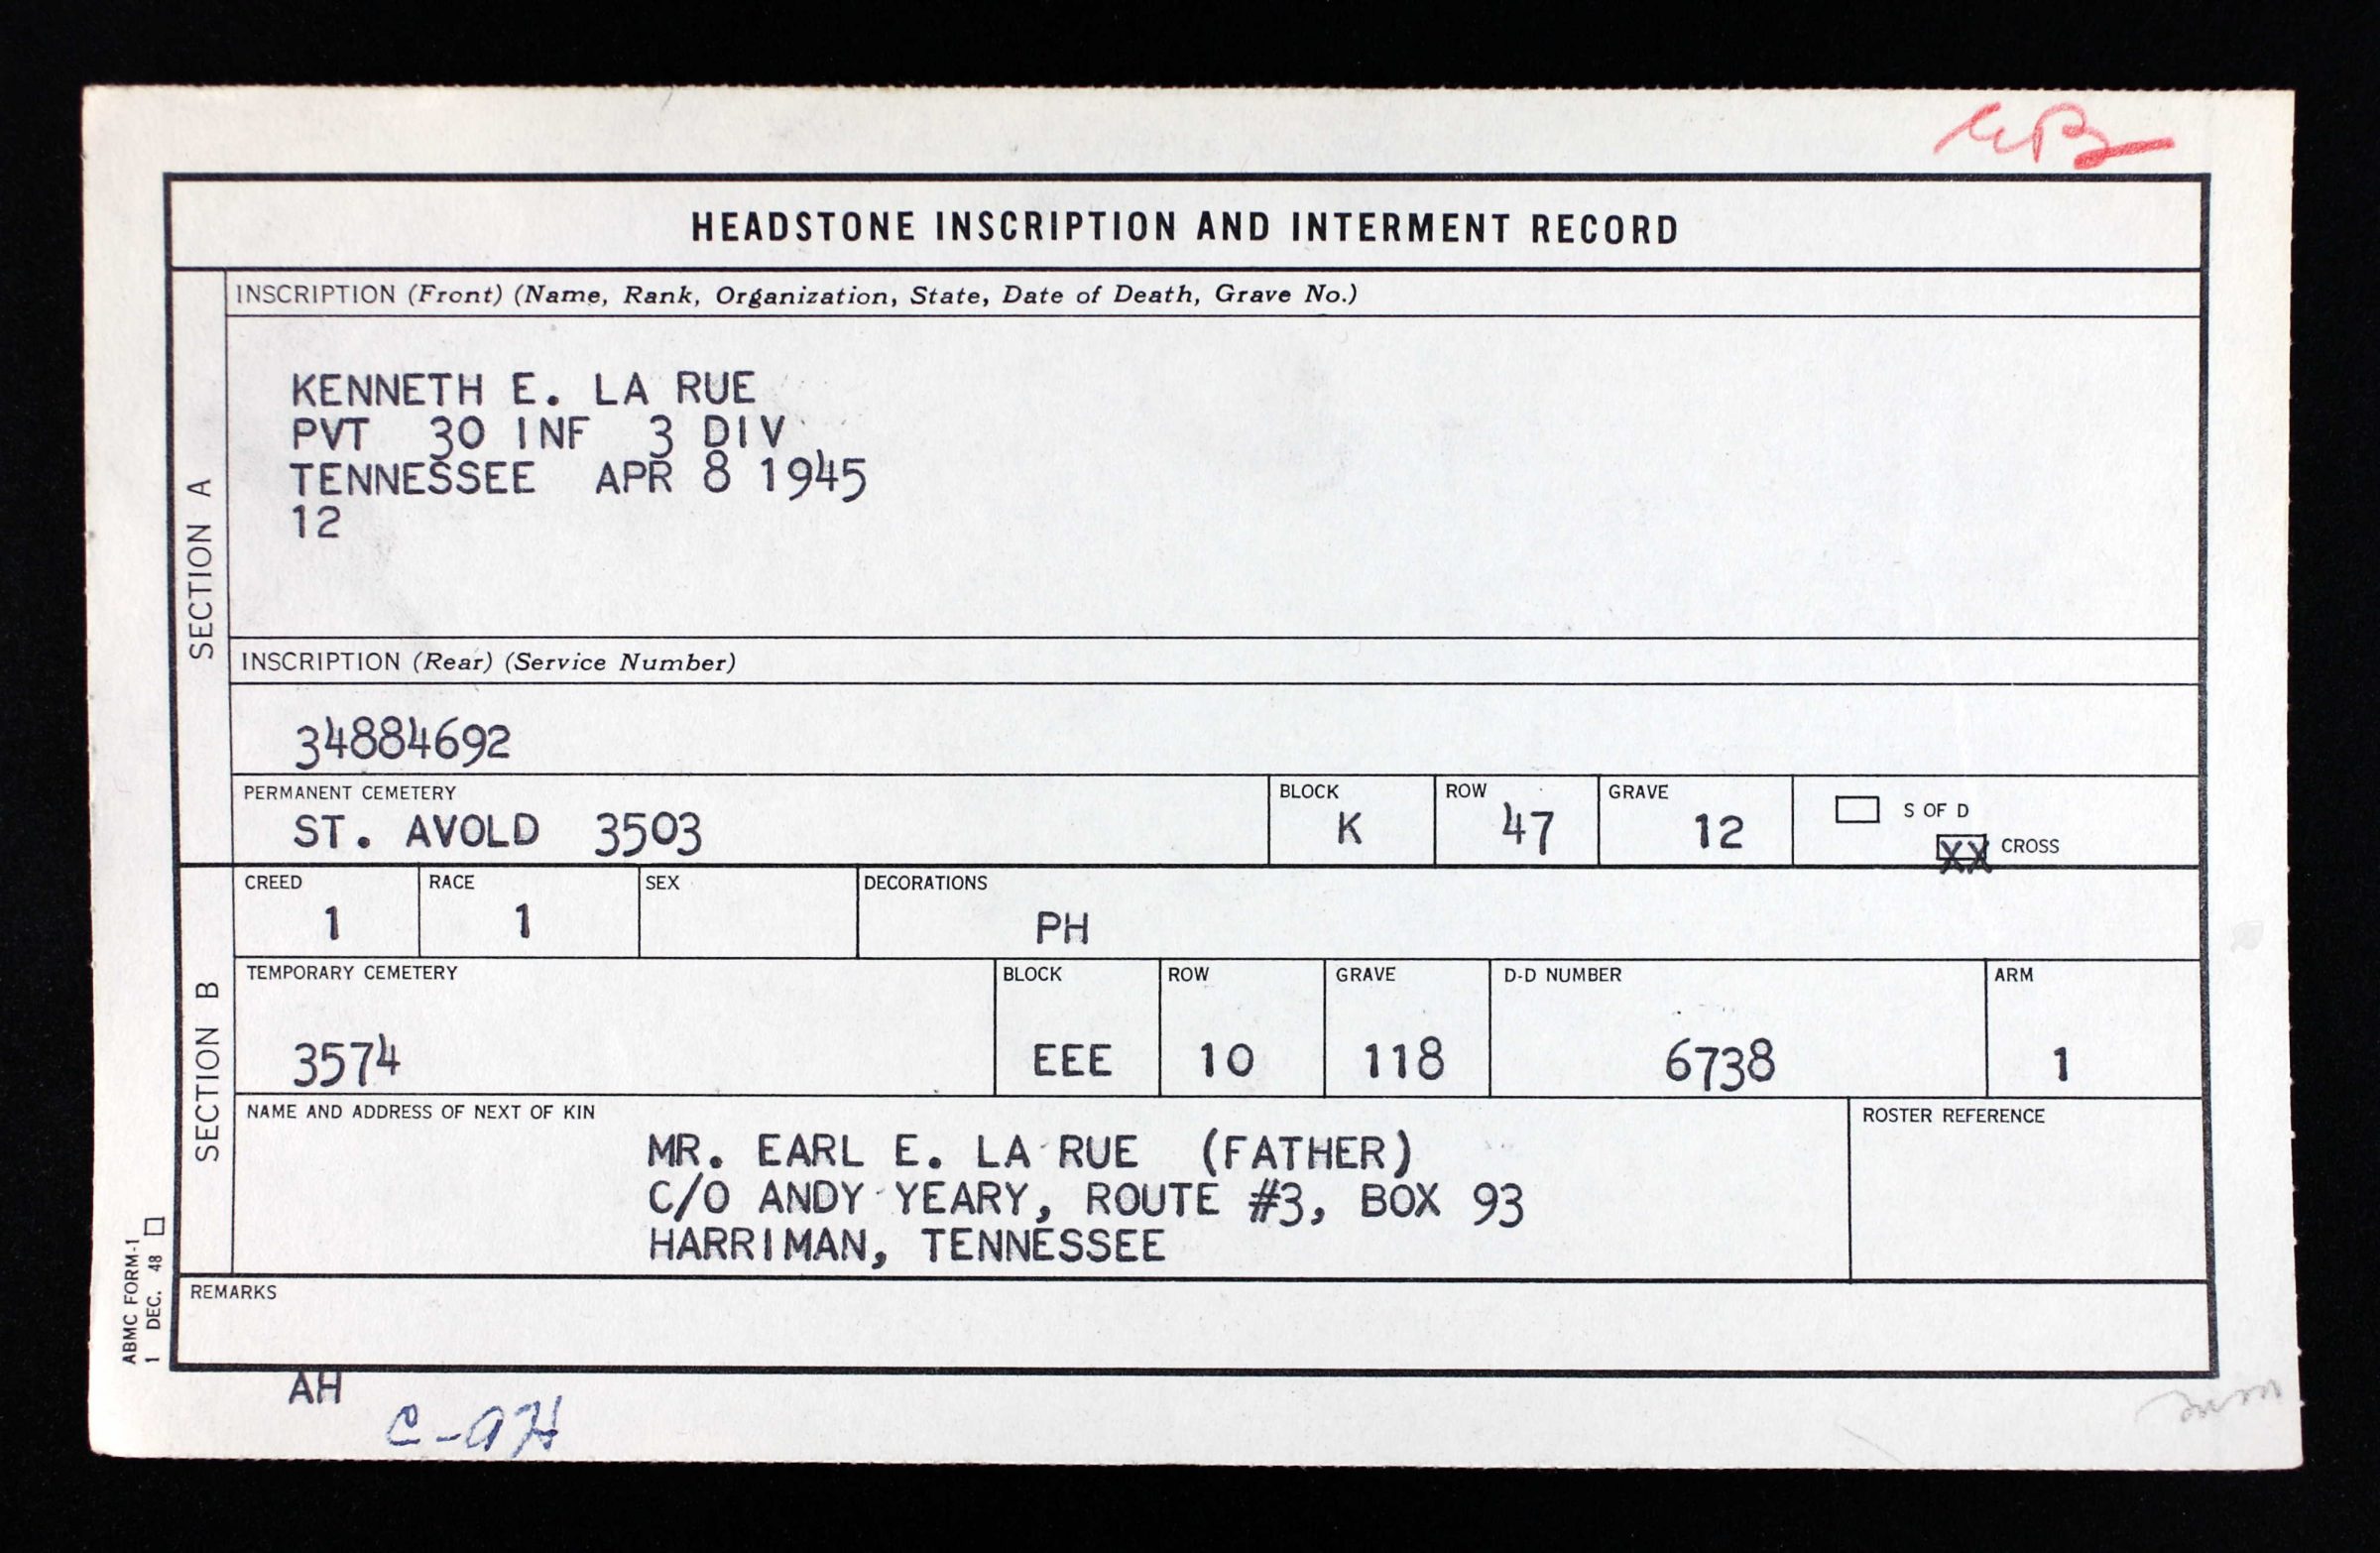 HEADSTONE INSCRIPTION AND INTERMENT RECORD
SECTION A
INSCRIPTION (Front) (Name, Rank, Organization, State, Date of Death, Grave No.)
KENNETH E. LA RUE
PVT 30 INF 3 DIV
TENNESSEE APR 8 1945
12
INSCRIPTION (Rear) (Service Number)
34884692
PERMANENT CEMETERY BLOCK ROW GRAVE S OF D
ST. AVOLD 3503 K 47 12 XX CROSS
SECTION B
CREED RACE SEX DECORATIONS
1 1 PH
TEMPORARY CEMETERY BLOCK ROW GRAVE D-D NUMBER ARM
3574 EEE 10 118 6738 1
NAME AND ADDRESS OF NEXT OF KIN ROSTER REFERENCE
MR. EARL E. LA RUE (FATHER)
C/O ANDY YEARY, ROUTE #3, BOX 93
HARRIMAN, TENNESSEE
REMARKS
ABMC FORM-1
1 DEC. 48
AH
C-AH